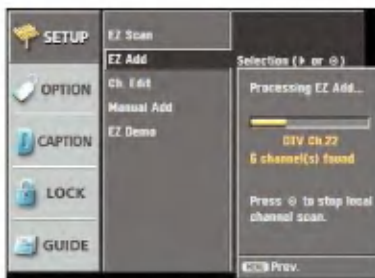 SETUP
OPTION
CAPTION
LOCK
GUIDE
EZ Scan
EZ Add
Ch. Edit
Manual Add
EZ Demo
Selection (▶ or ⊙)
Processing EZ Add...
DTV Ch 22
6 channel(s) found
Press ⊙ to stop local
channel scan.
Prev.